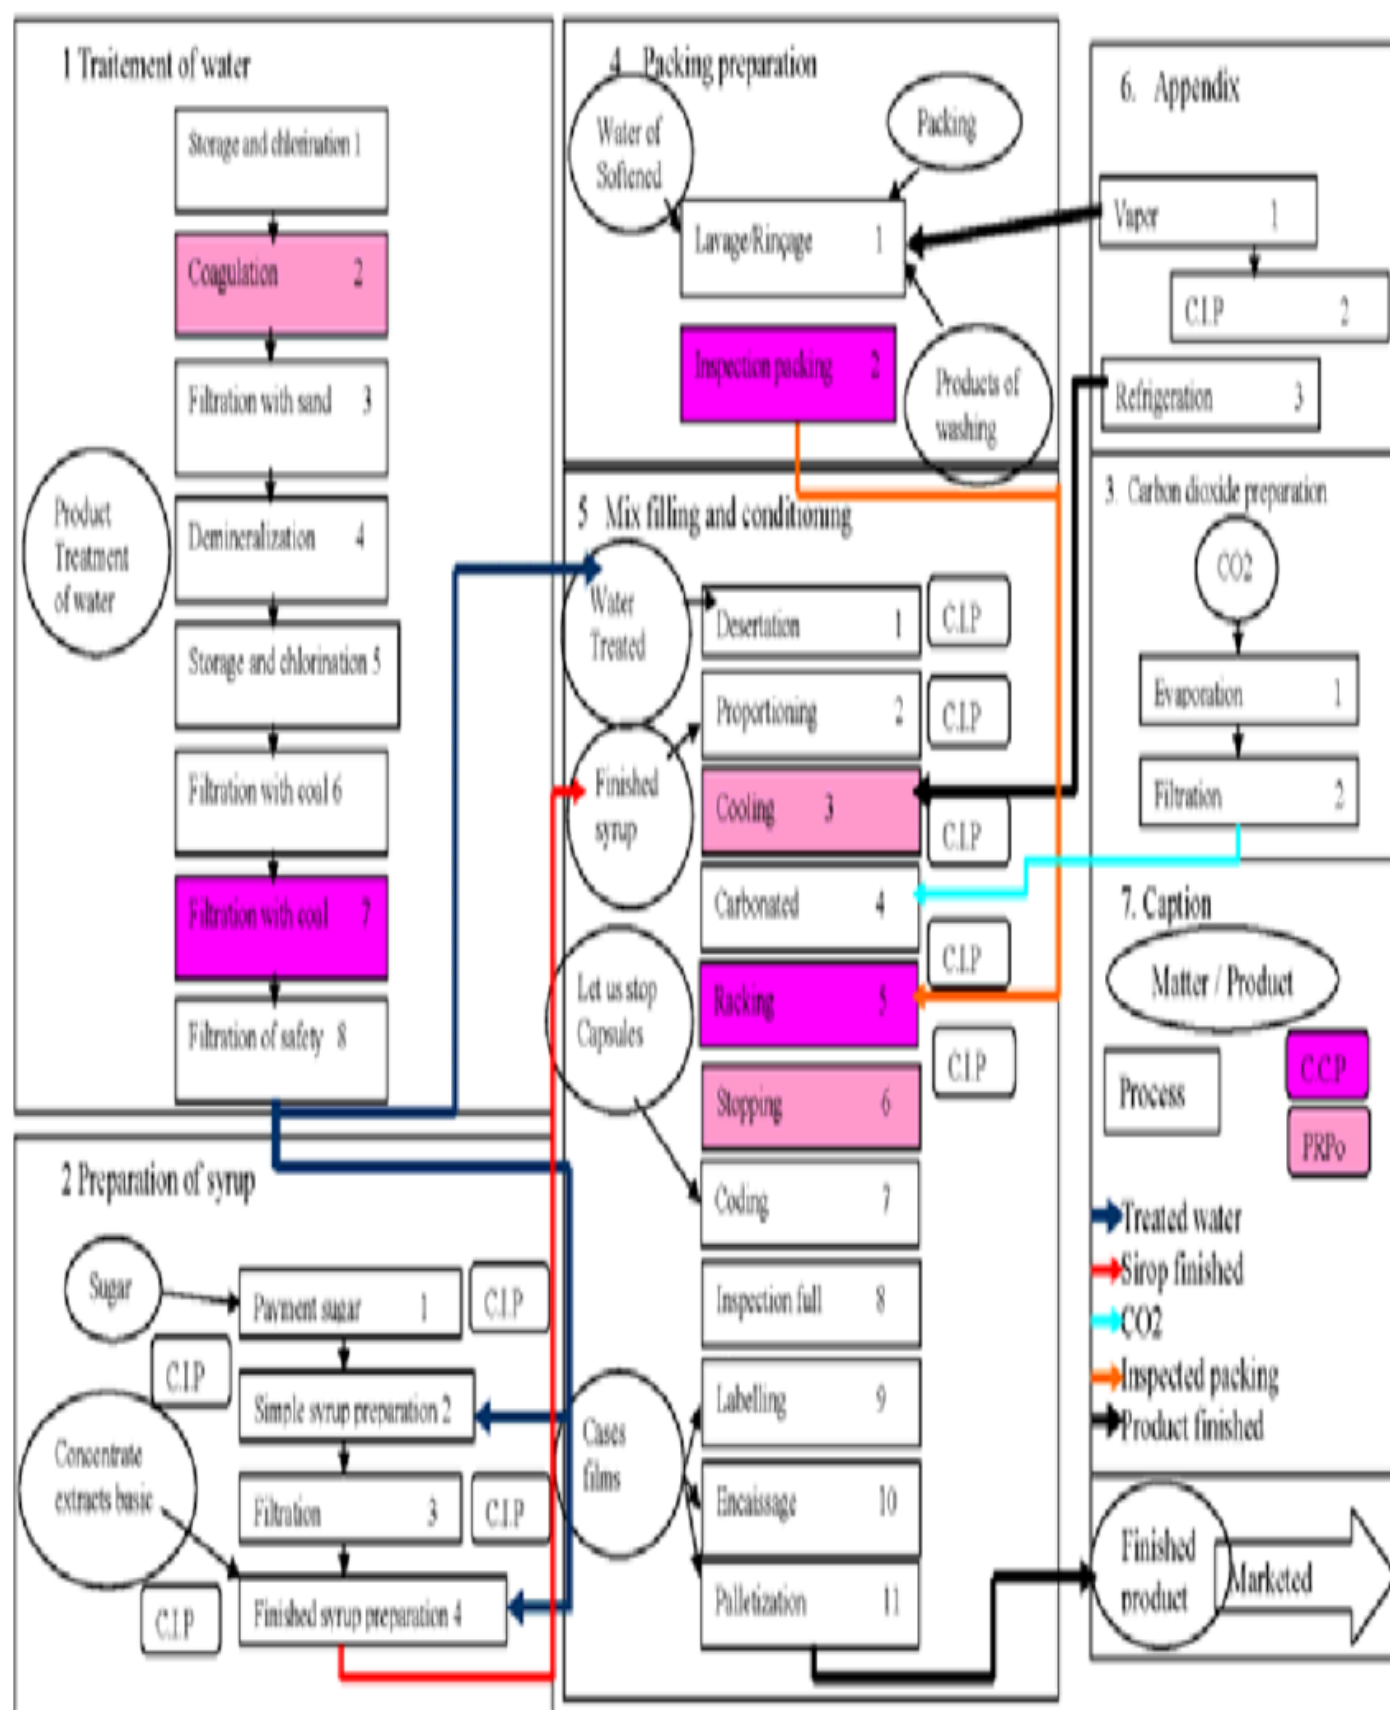 1 Traitement of water
Storage and chlorination 1
Coagulation 2
Filtration with sand 3
Product
Treatment
of water
Demineralization 4
Storage and chlorination 5
Filtration with coal 6
Filtration with coal 7
Filtration of safety 8
2 Preparation of syrup
Sugar
Payment sugar 1
C.I.P
C.I.P
Simple syrup preparation 2
Concentrate
extracts basic
Filtration 3
C.I.P
C.I.P
Finished syrup preparation 4
4 Packing preparation
Water of
Softened
Packing
Lavage/Rinçage 1
Inspection packing 2
Products of
washing
5 Mix filling and conditioning
Water
Treated
Desertation 1
C.I.P
Proportioning 2
C.I.P
Finished
syrup
Cooling 3
C.I.P
Carbonated 4
C.I.P
Let us stop
Capsules
Racking 5
C.I.P
Stopping 6
Coding 7
Inspection full 8
Labelling 9
Cases
films
Encaissage 10
Palletization 11
6. Appendix
Vapor 1
C.I.P 2
Refrigeration 3
3. Carbon dioxide preparation
CO2
Evaporation 1
Filtration 2
7. Caption
Matter / Product
Process
C.C.P
PRPo
Treated water
Sirop finished
CO2
Inspected packing
Product finished
Finished
product
Marketed